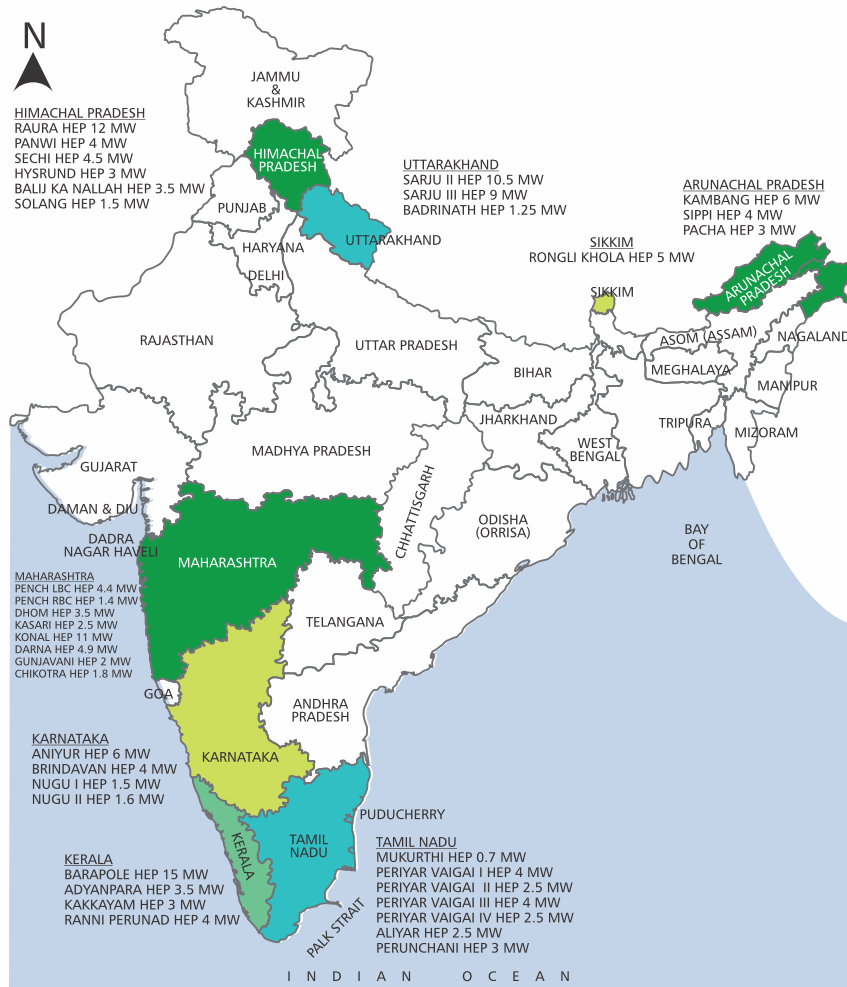 N
JAMMU
&
KASHMIR
HIMACHAL PRADESH
RAURA HEP 12 MW
PANWI HEP 4 MW
SECHI HEP 4.5 MW
HYSRUND HEP 3 MW
BALIJ KA NALLAH HEP 3.5 MW
SOLANG HEP 1.5 MW
HIMACHAL
PRADESH
UTTARAKHAND
SARJU II HEP 10.5 MW
SARJU III HEP 9 MW
BADRINATH HEP 1.25 MW
ARUNACHAL PRADESH
KAMBANG HEP 6 MW
SIPPI HEP 4 MW
PACHA HEP 3 MW
PUNJAB
UTTARAKHAND
HARYANA
DELHI
SIKKIM
RONGLI KHOLA HEP 5 MW
SIKKIM
ARUNACHAL
PRADESH
RAJASTHAN
UTTAR PRADESH
ASOM (ASSAM)
NAGALAND
BIHAR
MEGHALAYA
MANIPUR
JHARKHAND
TRIPURA
MIZORAM
WEST
BENGAL
MADHYA PRADESH
GUJARAT
CHHATTISGARH
DAMAN & DIU
DADRA
NAGAR HAVELI
ODISHA
(ORRISA)
BAY
OF
BENGAL
MAHARASHTRA
MAHARASHTRA
PENCH LBC HEP 4.4 MW
PENCH RBC HEP 1.4 MW
DHOM HEP 3.5 MW
KASARI HEP 2.5 MW
KONAL HEP 11 MW
DARNA HEP 4.9 MW
GUNJAVANI HEP 2 MW
CHIKOTRA HEP 1.8 MW
TELANGANA
GOA
ANDHRA
PRADESH
KARNATAKA
ANIYUR HEP 6 MW
BRINDAVAN HEP 4 MW
NUGU I HEP 1.5 MW
NUGU II HEP 1.6 MW
KARNATAKA
PUDUCHERRY
KERALA
TAMIL
NADU
KERALA
BARAPOLE HEP 15 MW
ADYANPARA HEP 3.5 MW
KAKKAYAM HEP 3 MW
RANNI PERUNAD HEP 4 MW
TAMIL NADU
MUKURTHI HEP 0.7 MW
PERIYAR VAIGAI I HEP 4 MW
PERIYAR VAIGAI II HEP 2.5 MW
PERIYAR VAIGAI III HEP 4 MW
PERIYAR VAIGAI IV HEP 2.5 MW
ALIYAR HEP 2.5 MW
PERUNCHANI HEP 3 MW
PALK STRAIT
INDIAN OCEAN